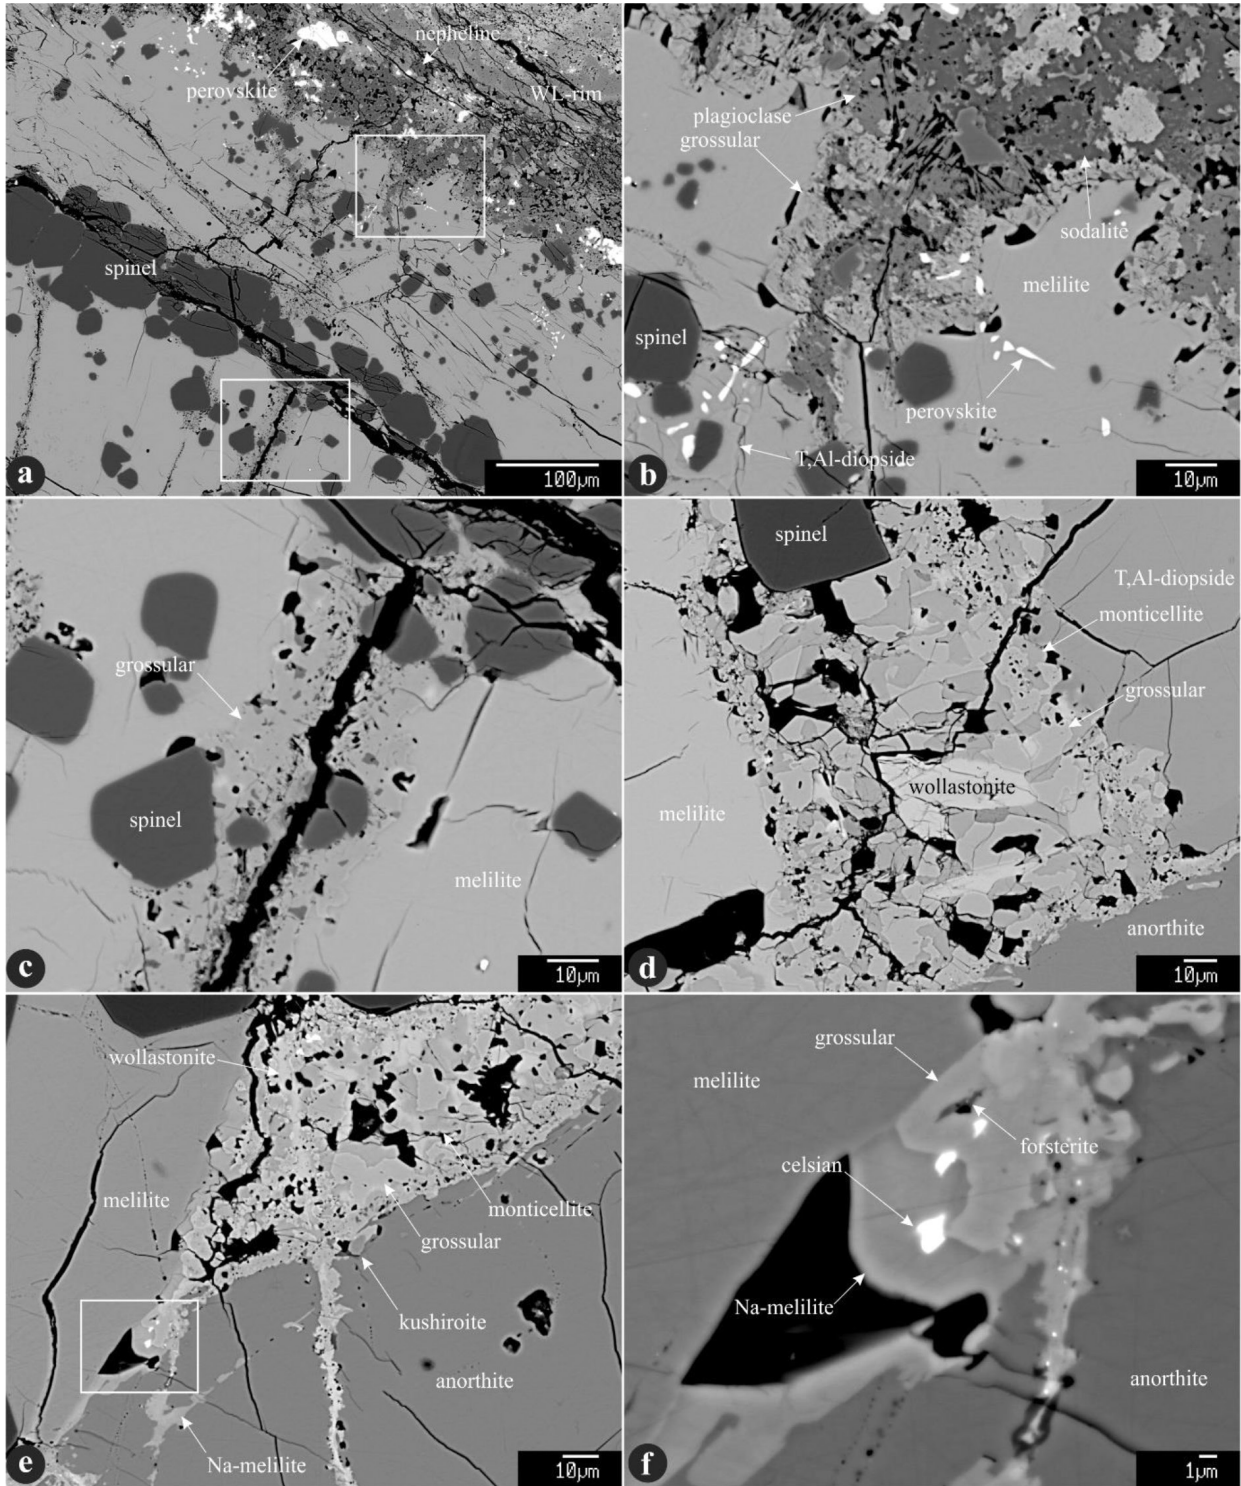 nepheline
perovskite
WL-rim
spinel
a
100µm
plagioclase
grossular
sodalite
melilite
spinel
perovskite
T,Al-diopside
b
10µm
grossular
spinel
melilite
c
10µm
spinel
T,Al-diopside
monticellite
grossular
wollastonite
melilite
anorthite
d
10µm
wollastonite
melilite
monticellite
grossular
kushiroite
anorthite
Na-melilite
e
10µm
grossular
melilite
forsterite
celsian
Na-melilite
anorthite
f
1µm